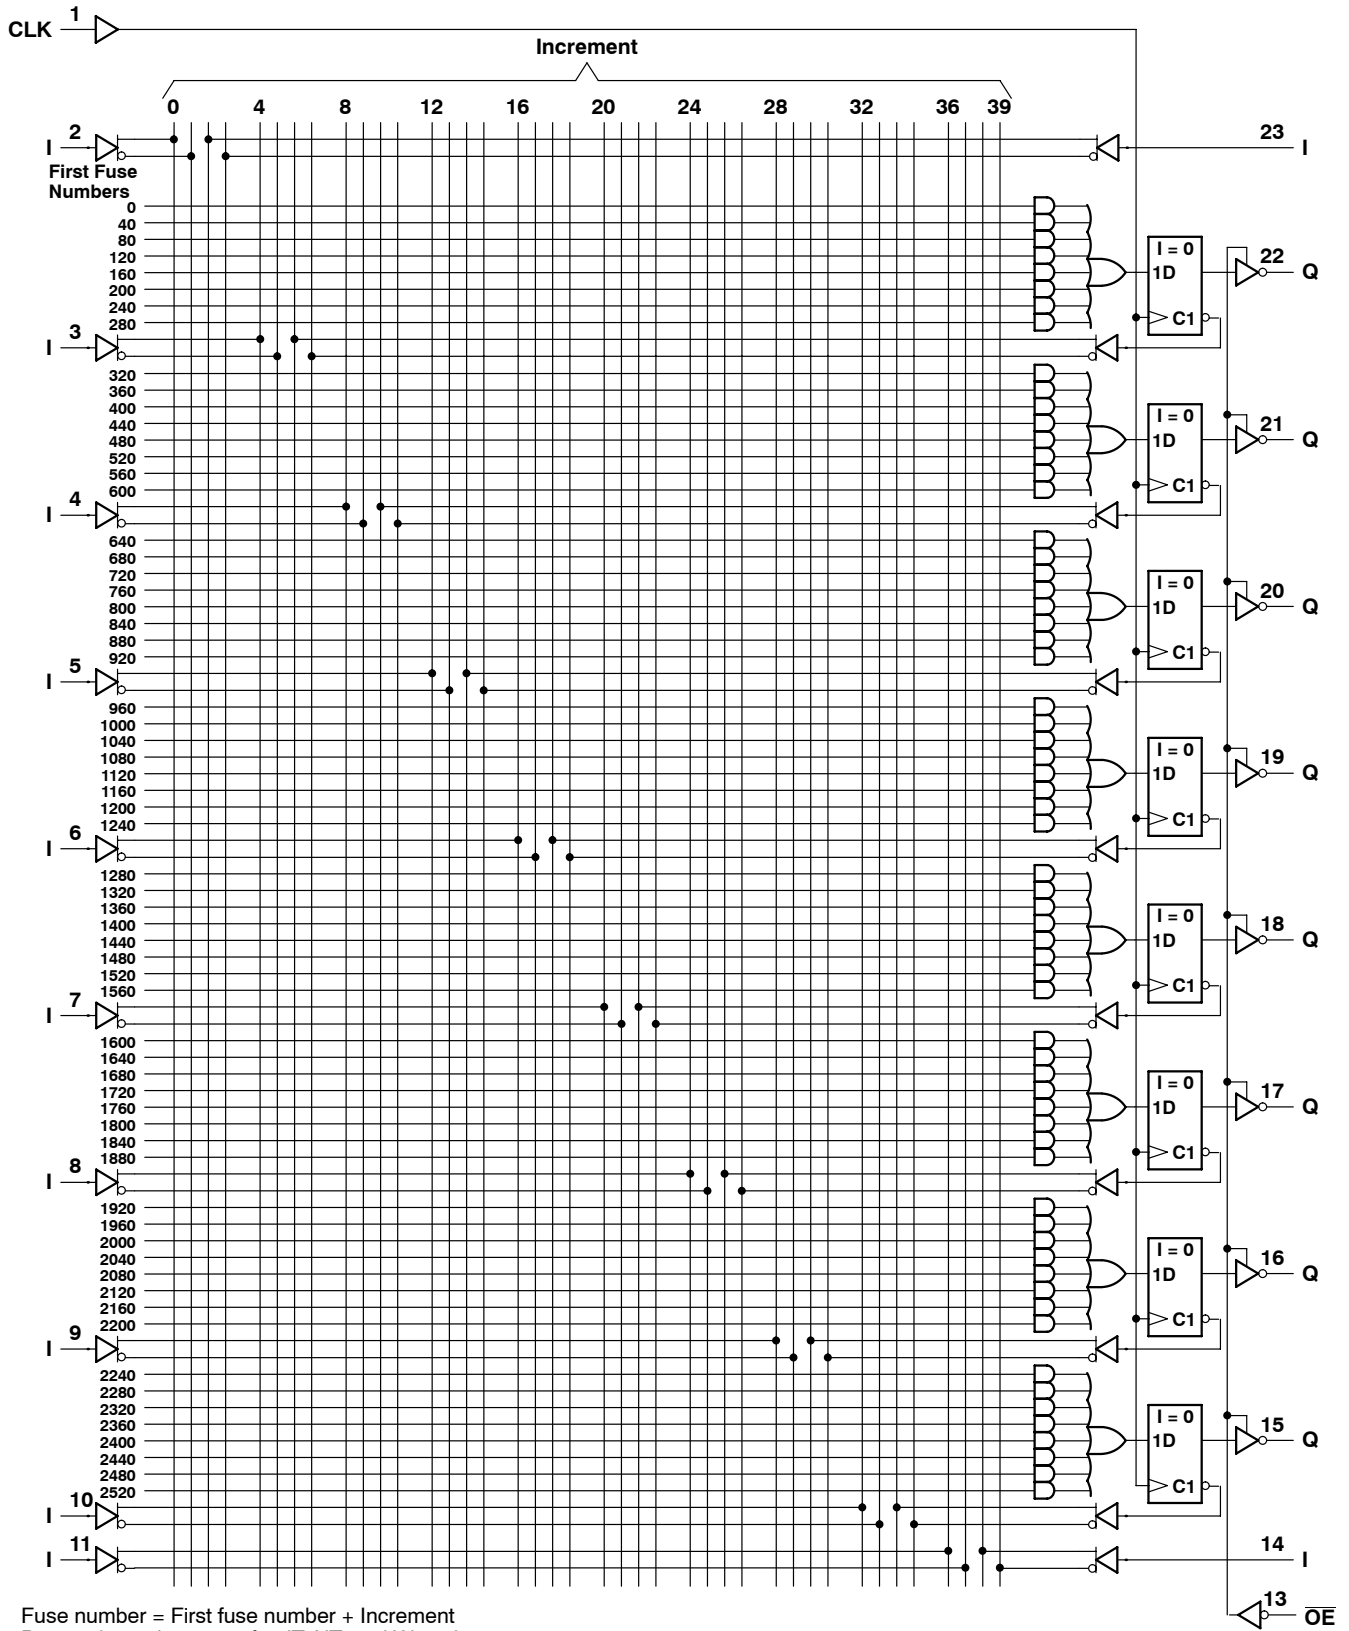 CLK 1
Increment
0 4 8 12 16 20 24 28 32 36 39
I 2
23 I
First Fuse
Numbers
0
40
80
120
160
200
240
280
I = 0
1D
C1
22 Q
I 3
320
360
400
440
480
520
560
600
I = 0
1D
C1
21 Q
I 4
640
680
720
760
800
840
880
920
I = 0
1D
C1
20 Q
I 5
960
1000
1040
1080
1120
1160
1200
1240
I = 0
1D
C1
19 Q
I 6
1280
1320
1360
1400
1440
1480
1520
1560
I = 0
1D
C1
18 Q
I 7
1600
1640
1680
1720
1760
1800
1840
1880
I = 0
1D
C1
17 Q
I 8
1920
1960
2000
2040
2080
2120
2160
2200
I = 0
1D
C1
16 Q
I 9
2240
2280
2320
2360
2400
2440
2480
2520
I = 0
1D
C1
15 Q
I 10
I 11
14 I
13 OE
Fuse number = First fuse number + Increment